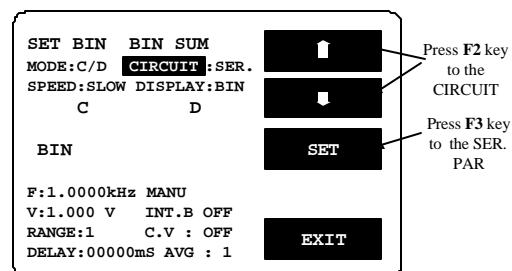 SET BIN BIN SUM
MODE:C/D CIRCUIT:SER.
SPEED:SLOW DISPLAY:BIN
C D
BIN
F:1.0000kHz MANU
V:1.000 V INT.B OFF
RANGE:1 C.V : OFF
DELAY:00000mS AVG : 1
SET
EXIT
Press F2 key
to the
CIRCUIT
Press F3 key
to the SER.
PAR